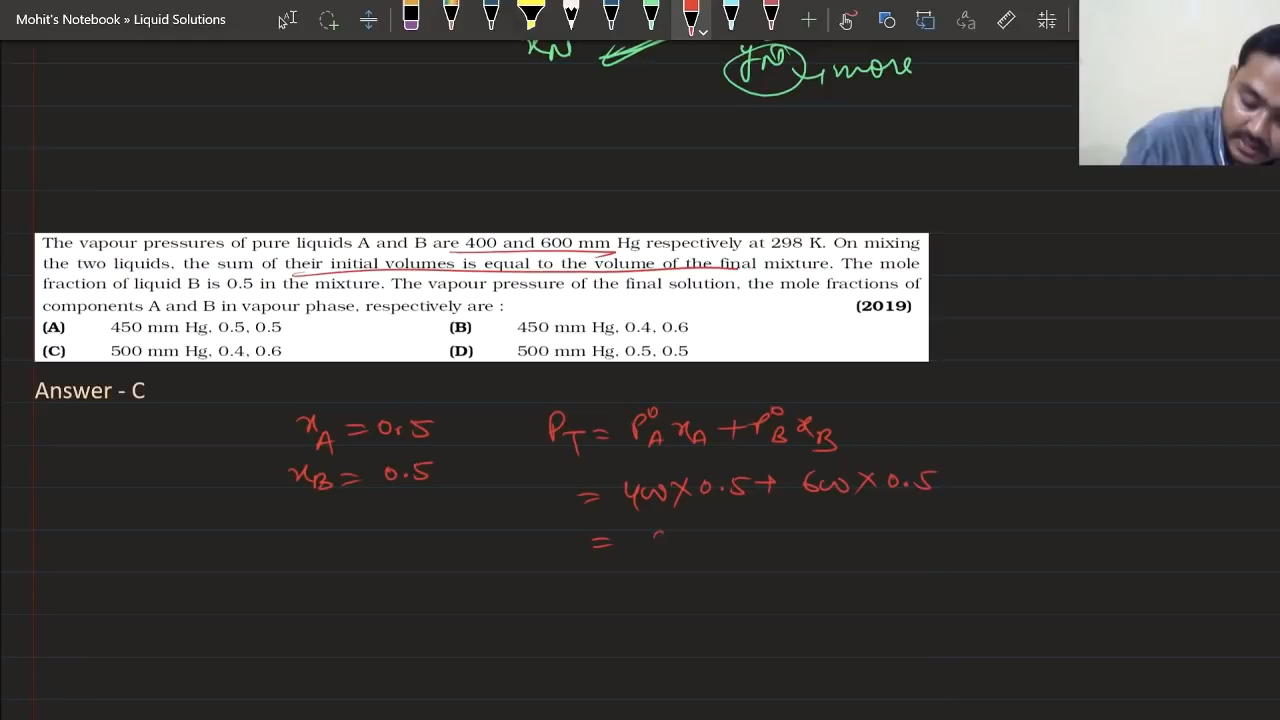 Mohit's Notebook » Liquid Solutions
xN
yN , more
The vapour pressures of pure liquids A and B are 400 and 600 mm Hg respectively at 298 K. On mixing
the two liquids, the sum of their initial volumes is equal to the volume of the final mixture. The mole
fraction of liquid B is 0.5 in the mixture. The vapour pressure of the final solution, the mole fractions of
components A and B in vapour phase, respectively are : (2019)
(A) 450 mm Hg, 0.5, 0.5 (B) 450 mm Hg, 0.4, 0.6
(C) 500 mm Hg, 0.4, 0.6 (D) 500 mm Hg, 0.5, 0.5
Answer - C
xA = 0.5 PT = P°A xA + P°B xB
xB = 0.5 = 400 × 0.5 + 600 × 0.5
=